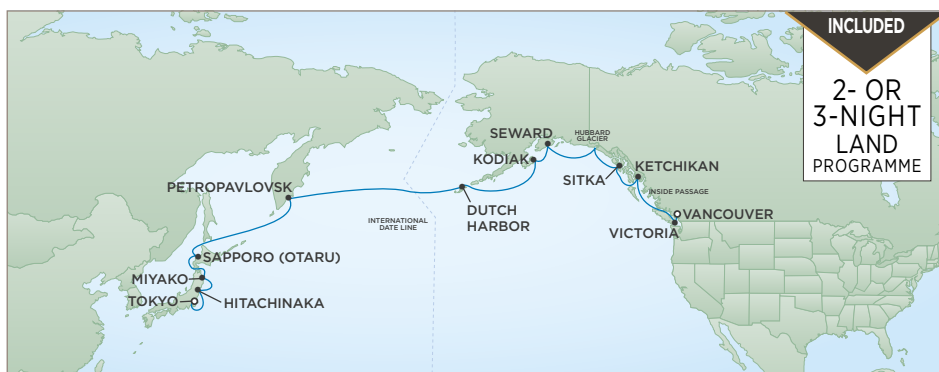 INCLUDED
2- OR
3-NIGHT
LAND
PROGRAMME
SEWARD
HUBBARD
GLACIER
KODIAK
KETCHIKAN
SITKA
PETROPAVLOVSK
INSIDE PASSAGE
DUTCH
HARBOR
INTERNATIONAL
DATE LINE
VANCOUVER
VICTORIA
SAPPORO (OTARU)
MIYAKO
TOKYO
HITACHINAKA